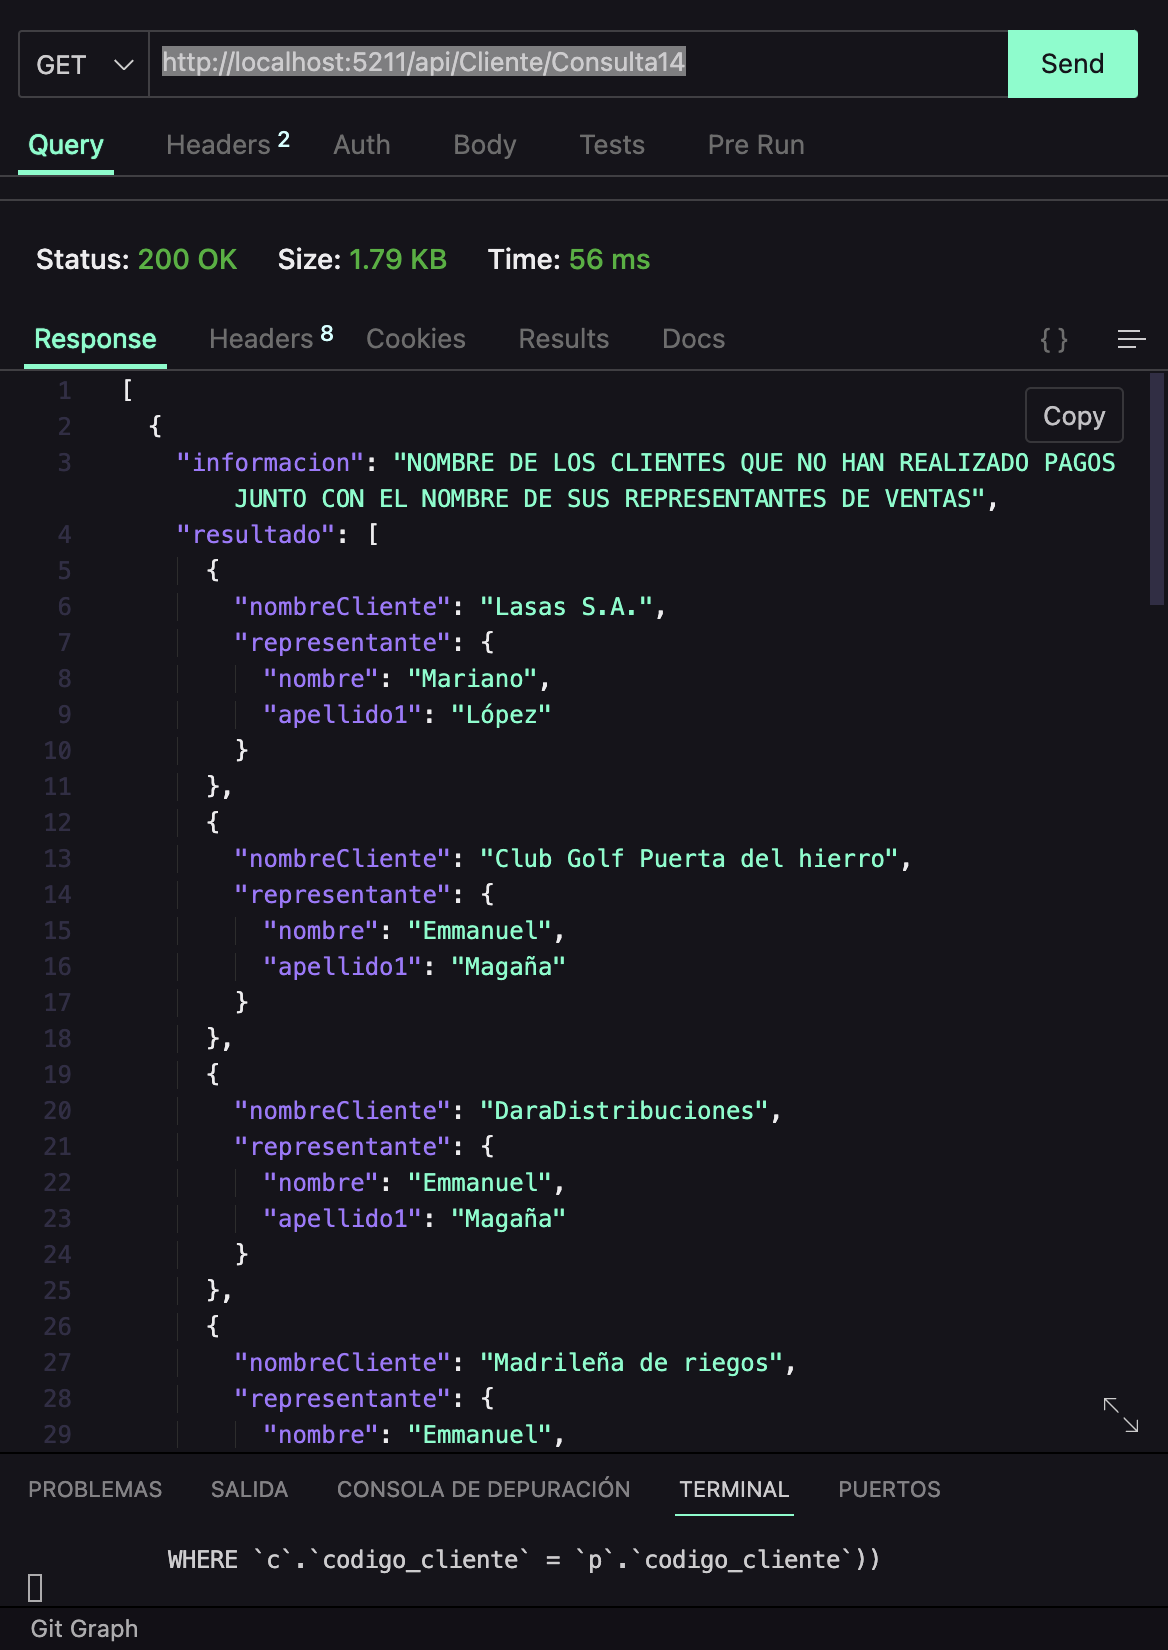 GET http://localhost:5211/api/Cliente/Consulta14 Send
Query Headers 2 Auth Body Tests Pre Run
Status: 200 OK Size: 1.79 KB Time: 56 ms
Response Headers 8 Cookies Results Docs { }
Copy
1 [
2 {
3 "informacion": "NOMBRE DE LOS CLIENTES QUE NO HAN REALIZADO PAGOS
JUNTO CON EL NOMBRE DE SUS REPRESENTANTES DE VENTAS",
4 "resultado": [
5 {
6 "nombreCliente": "Lasas S.A.",
7 "representante": {
8 "nombre": "Mariano",
9 "apellido1": "López"
10 }
11 },
12 {
13 "nombreCliente": "Club Golf Puerta del hierro",
14 "representante": {
15 "nombre": "Emmanuel",
16 "apellido1": "Magaña"
17 }
18 },
19 {
20 "nombreCliente": "DaraDistribuciones",
21 "representante": {
22 "nombre": "Emmanuel",
23 "apellido1": "Magaña"
24 }
25 },
26 {
27 "nombreCliente": "Madrileña de riegos",
28 "representante": {
29 "nombre": "Emmanuel",
PROBLEMAS SALIDA CONSOLA DE DEPURACIÓN TERMINAL PUERTOS
WHERE `c`.`codigo_cliente` = `p`.`codigo_cliente`))
Git Graph